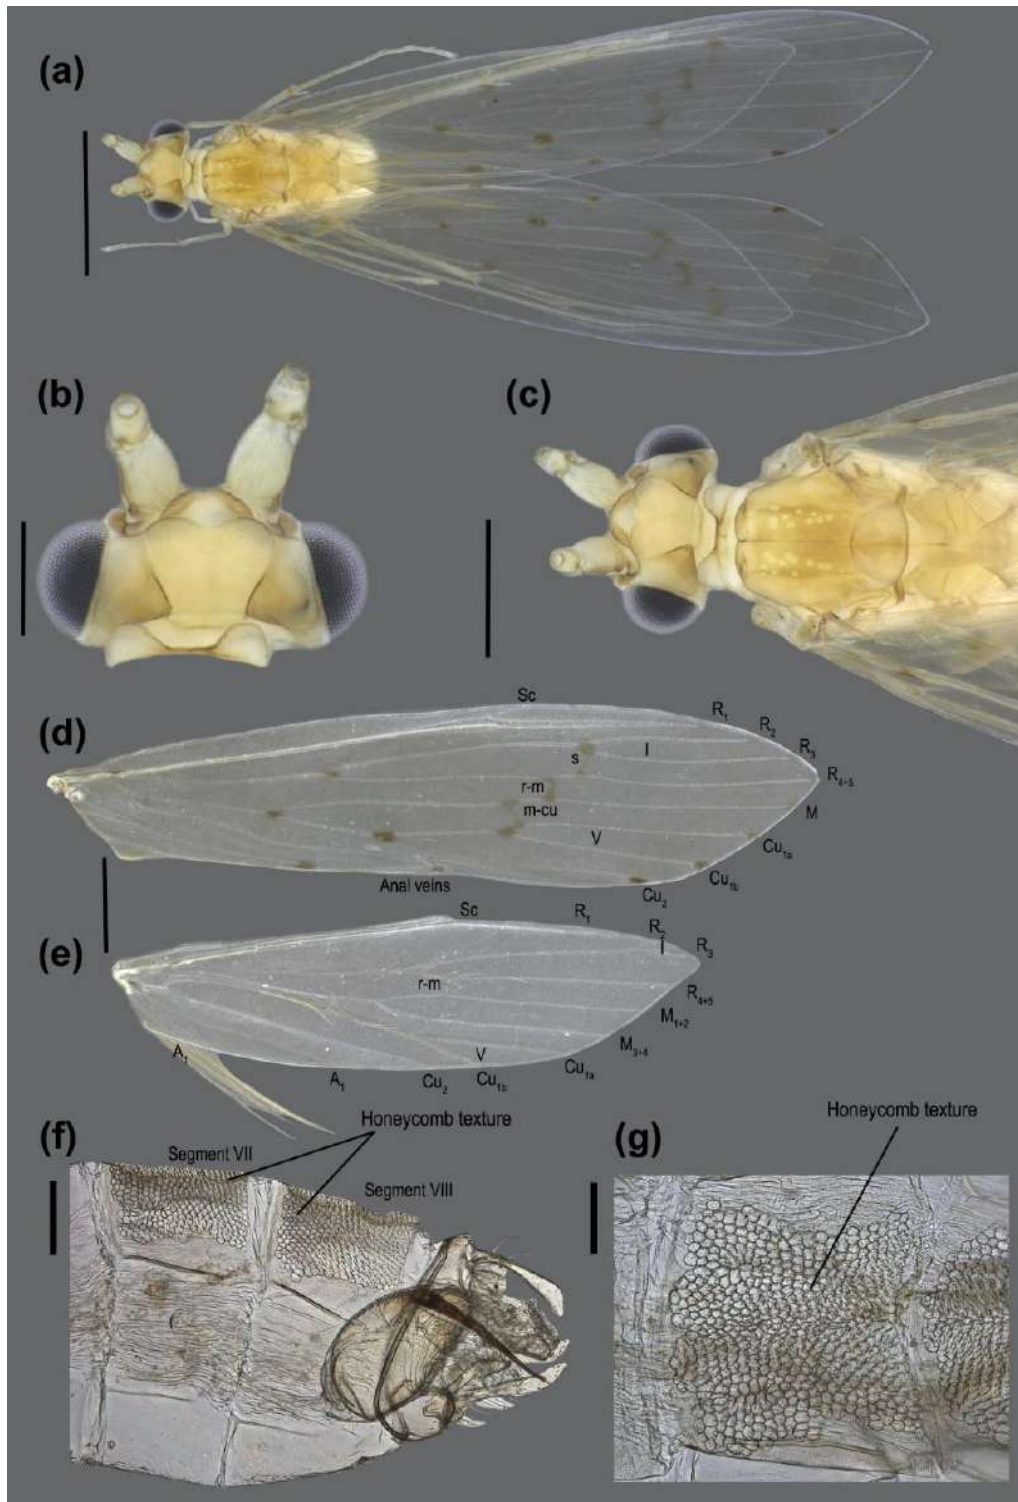 (a)
(b)
(c)
(d)
Sc
R1
R2
R3
R4+5
s
I
r-m
m-cu
M
V
Cu1a
Cu1b
Cu2
Anal veins
(e)
Sc
R1
R2
I
R3
r-m
R4+5
M1+2
M3+4
A1
V
A1
Cu2
Cu1b
Cu1a
(f)
Honeycomb texture
Segment VII
Segment VIII
(g)
Honeycomb texture